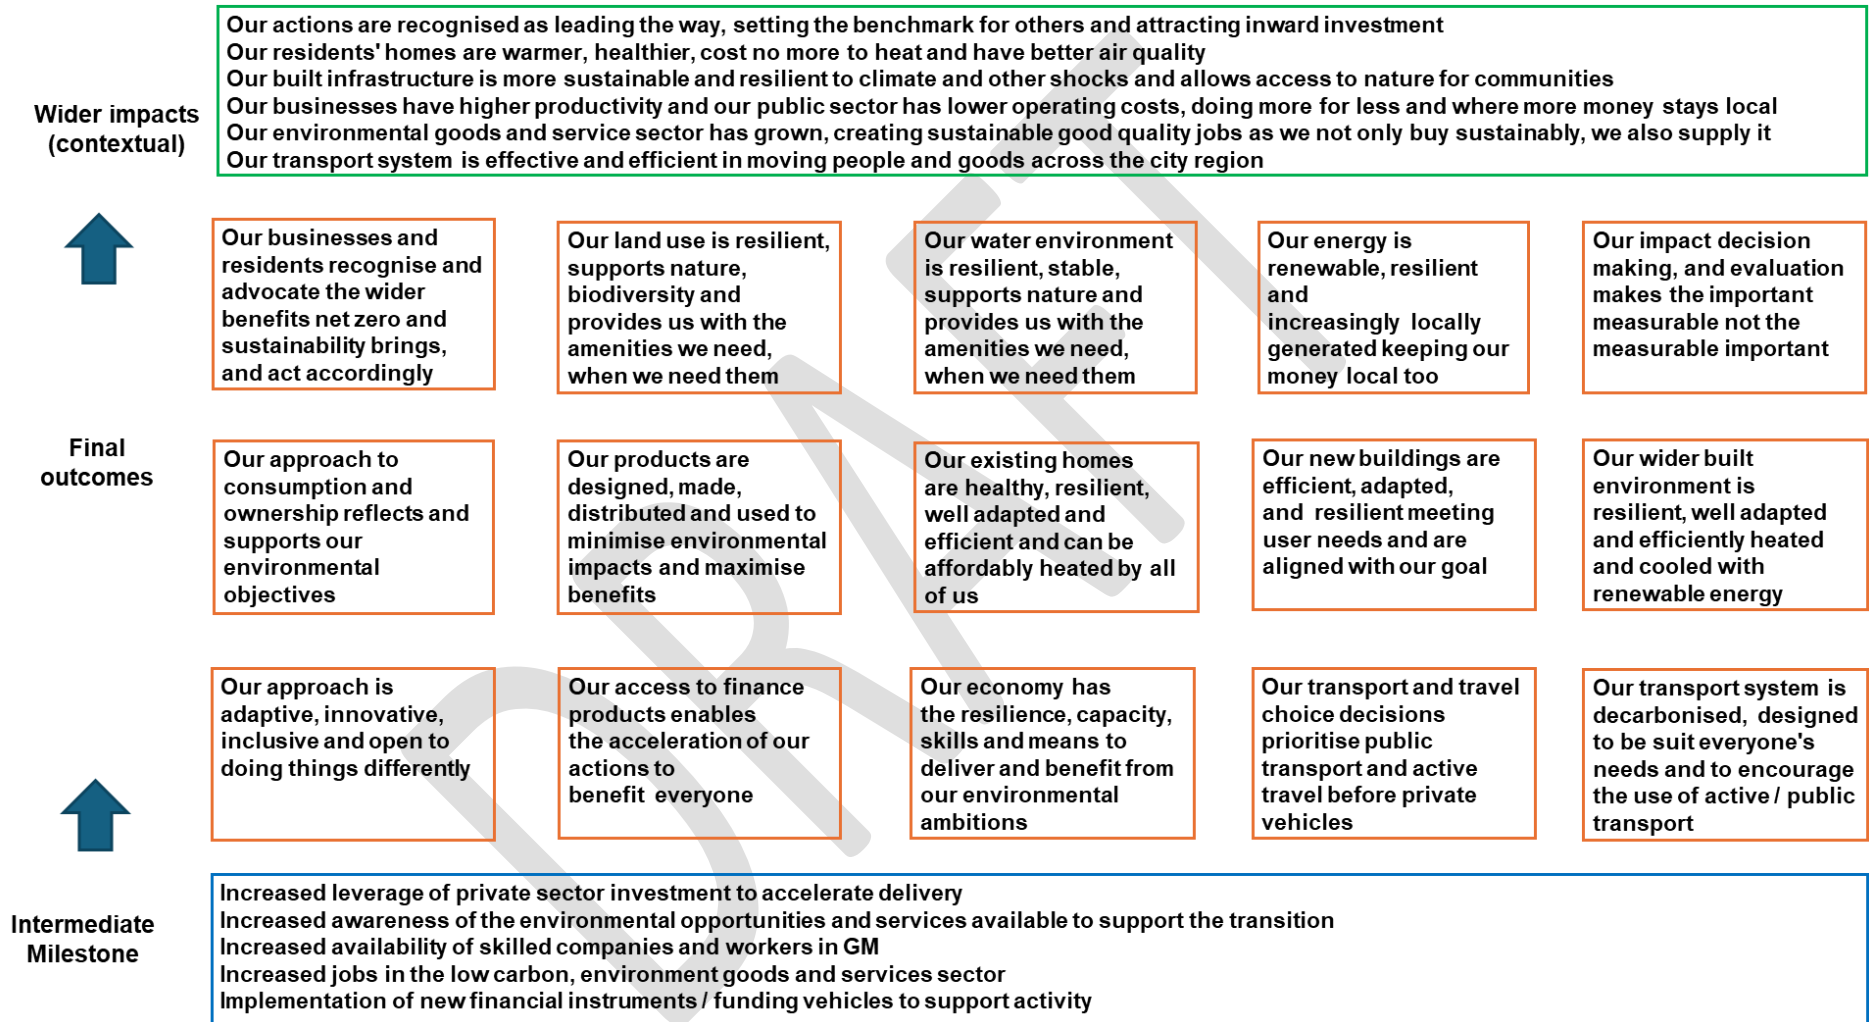 Our actions are recognised as leading the way, setting the benchmark for others and attracting inward investment
Our residents' homes are warmer, healthier, cost no more to heat and have better air quality
Our built infrastructure is more sustainable and resilient to climate and other shocks and allows access to nature for communities
Our businesses have higher productivity and our public sector has lower operating costs, doing more for less and where more money stays local
Our environmental goods and service sector has grown, creating sustainable good quality jobs as we not only buy sustainably, we also supply it
Our transport system is effective and efficient in moving people and goods across the city region
Wider impacts
(contextual)
Our businesses and
residents recognise and
advocate the wider
benefits net zero and
sustainability brings,
and act accordingly
Our land use is resilient,
supports nature,
biodiversity and
provides us with the
amenities we need,
when we need them
Our water environment
is resilient, stable,
supports nature and
provides us with the
amenities we need,
when we need them
Our energy is
renewable, resilient
and
increasingly locally
generated keeping our
money local too
Our impact decision
making, and evaluation
makes the important
measurable not the
measurable important
Final
outcomes
Our approach to
consumption and
ownership reflects and
supports our
environmental
objectives
Our products are
designed, made,
distributed and used to
minimise environmental
impacts and maximise
benefits
Our existing homes
are healthy, resilient,
well adapted and
efficient and can be
affordably heated by all
of us
Our new buildings are
efficient, adapted,
and resilient meeting
user needs and are
aligned with our goal
Our wider built
environment is
resilient, well adapted
and efficiently heated
and cooled with
renewable energy
Our approach is
adaptive, innovative,
inclusive and open to
doing things differently
Our access to finance
products enables
the acceleration of our
actions to
benefit everyone
Our economy has
the resilience, capacity,
skills and means to
deliver and benefit from
our environmental
ambitions
Our transport and travel
choice decisions
prioritise public
transport and active
travel before private
vehicles
Our transport system is
decarbonised, designed
to be suit everyone's
needs and to encourage
the use of active / public
transport
Intermediate
Milestone
Increased leverage of private sector investment to accelerate delivery
Increased awareness of the environmental opportunities and services available to support the transition
Increased availability of skilled companies and workers in GM
Increased jobs in the low carbon, environment goods and services sector
Implementation of new financial instruments / funding vehicles to support activity
DRAFT